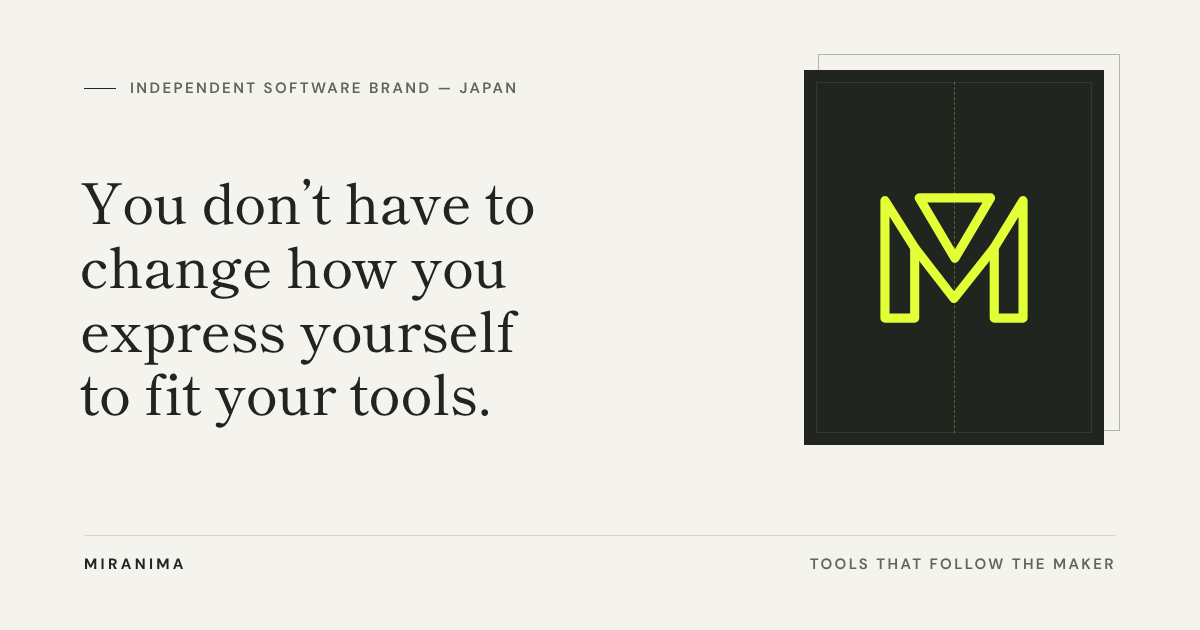 INDEPENDENT SOFTWARE BRAND — JAPAN
You don’t have to
change how you
express yourself
to fit your tools.
MIRANIMA
TOOLS THAT FOLLOW THE MAKER